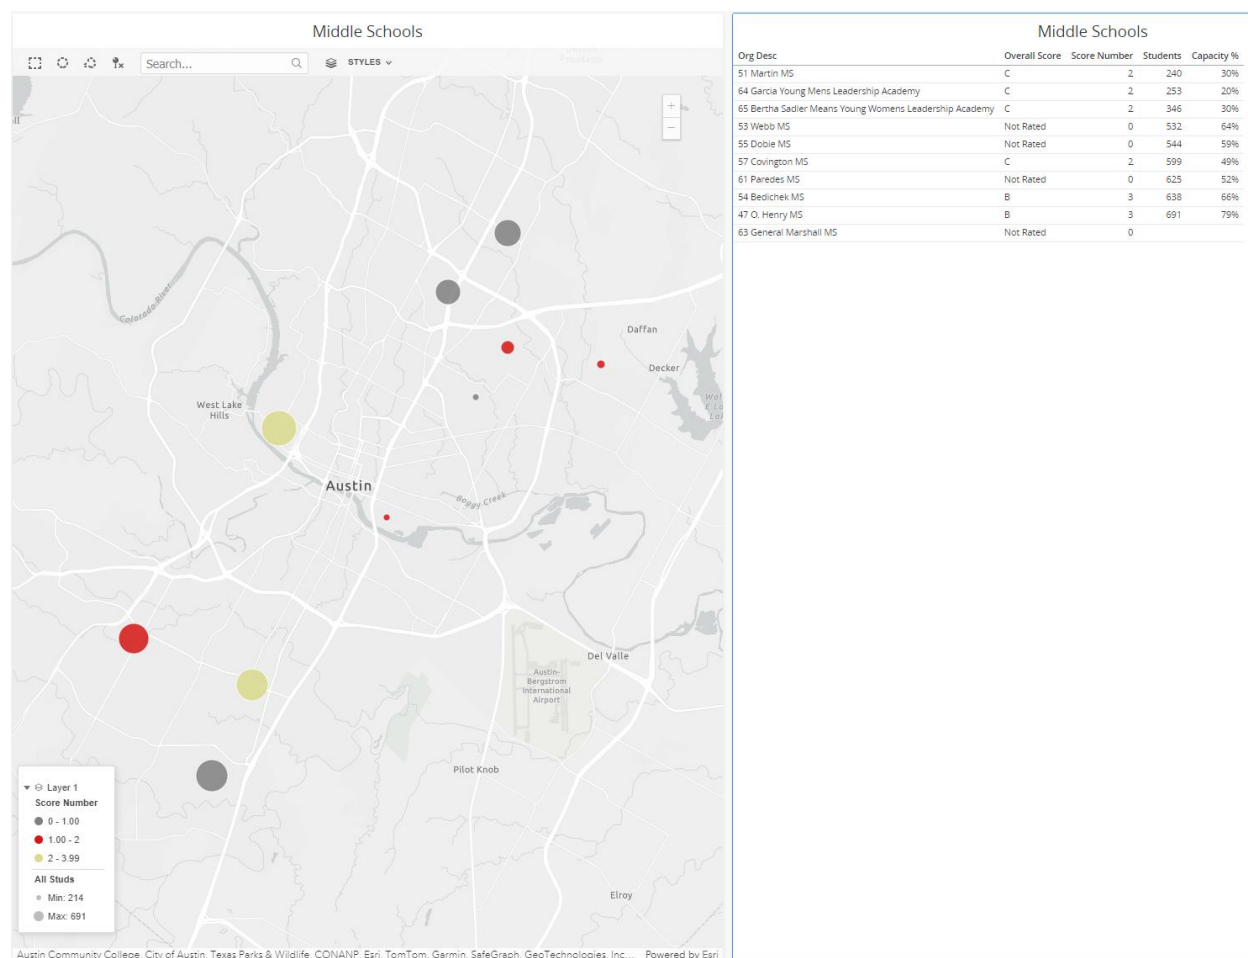 Middle Schools
Search...
STYLES
+
−
Colorado River
Daffan
Decker
West Lake
Hills
Austin
Boggy Creek
Del Valle
Austin-
Bergstrom
International
Airport
Pilot Knob
Elroy
Layer 1
Score Number
0 - 1.00
1.00 - 2
2 - 3.99
All Studs
Min: 214
Max: 691
Austin Community College, City of Austin, Texas Parks & Wildlife, CONANP, Esri, TomTom, Garmin, SafeGraph, GeoTechnologies, Inc,... Powered by Esri
Middle Schools
Org Desc Overall Score Score Number Students Capacity %
51 Martin MS C 2 240 30%
64 Garcia Young Mens Leadership Academy C 2 253 20%
65 Bertha Sadler Means Young Womens Leadership Academy C 2 346 30%
53 Webb MS Not Rated 0 532 64%
55 Dobie MS Not Rated 0 544 59%
57 Covington MS C 2 599 49%
61 Paredes MS Not Rated 0 625 52%
54 Bedichek MS B 3 638 66%
47 O. Henry MS B 3 691 79%
63 General Marshall MS Not Rated 0